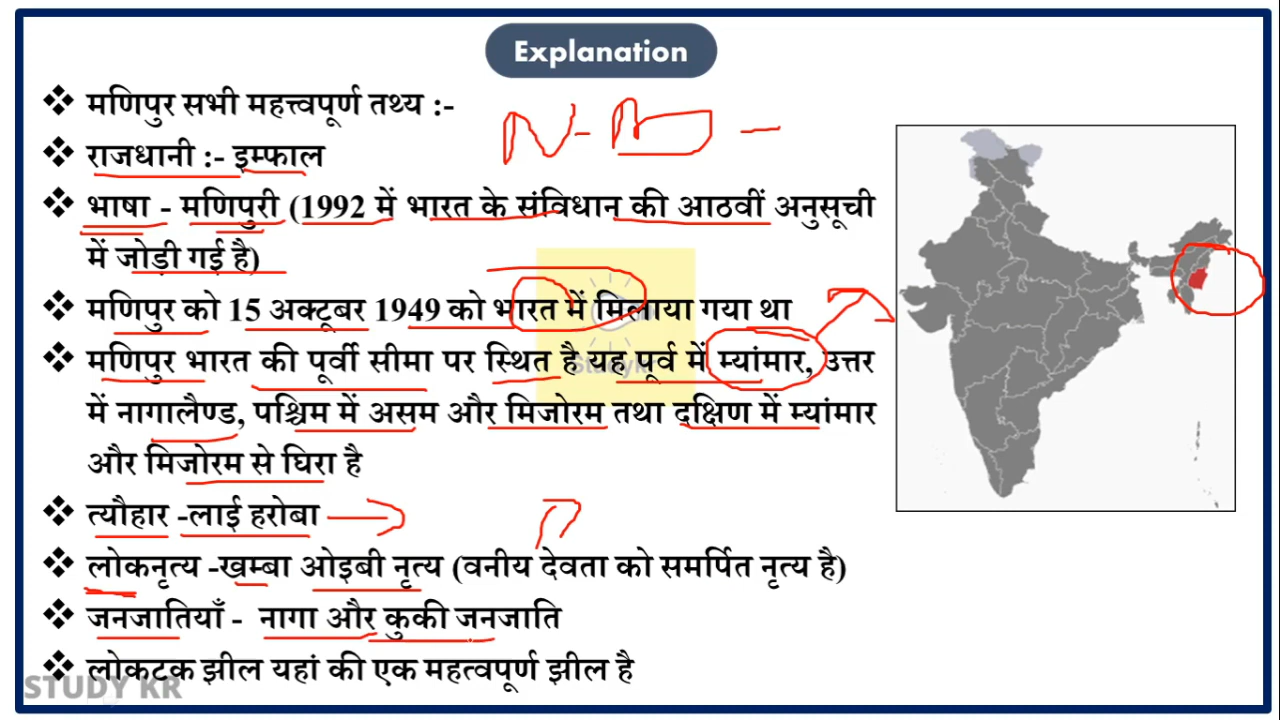 Explanation
❖ मणिपुर सभी महत्त्वपूर्ण तथ्य :-
❖ राजधानी :- इम्फाल
❖ भाषा - मणिपुरी (1992 में भारत के संविधान की आठवीं अनुसूची
में जोड़ी गई है)
❖ मणिपुर को 15 अक्टूबर 1949 को भारत में मिलाया गया था
❖ मणिपुर भारत की पूर्वी सीमा पर स्थित है यह पूर्व में म्यांमार, उत्तर
में नागालैण्ड, पश्चिम में असम और मिजोरम तथा दक्षिण में म्यांमार
और मिजोरम से घिरा है
❖ त्यौहार -लाई हरोबा
❖ लोकनृत्य -खम्बा ओइबी नृत्य (वनीय देवता को समर्पित नृत्य है)
❖ जनजातियाँ - नागा और कुकी जनजाति
❖ लोकटक झील यहां की एक महत्वपूर्ण झील है
STUDY KR